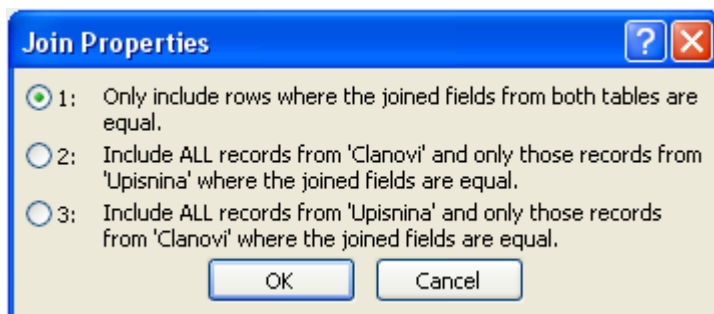 Join Properties
1: Only include rows where the joined fields from both tables are
equal.
2: Include ALL records from 'Clanovi' and only those records from
'Upisnina' where the joined fields are equal.
3: Include ALL records from 'Upisnina' and only those records
from 'Clanovi' where the joined fields are equal.
OK Cancel